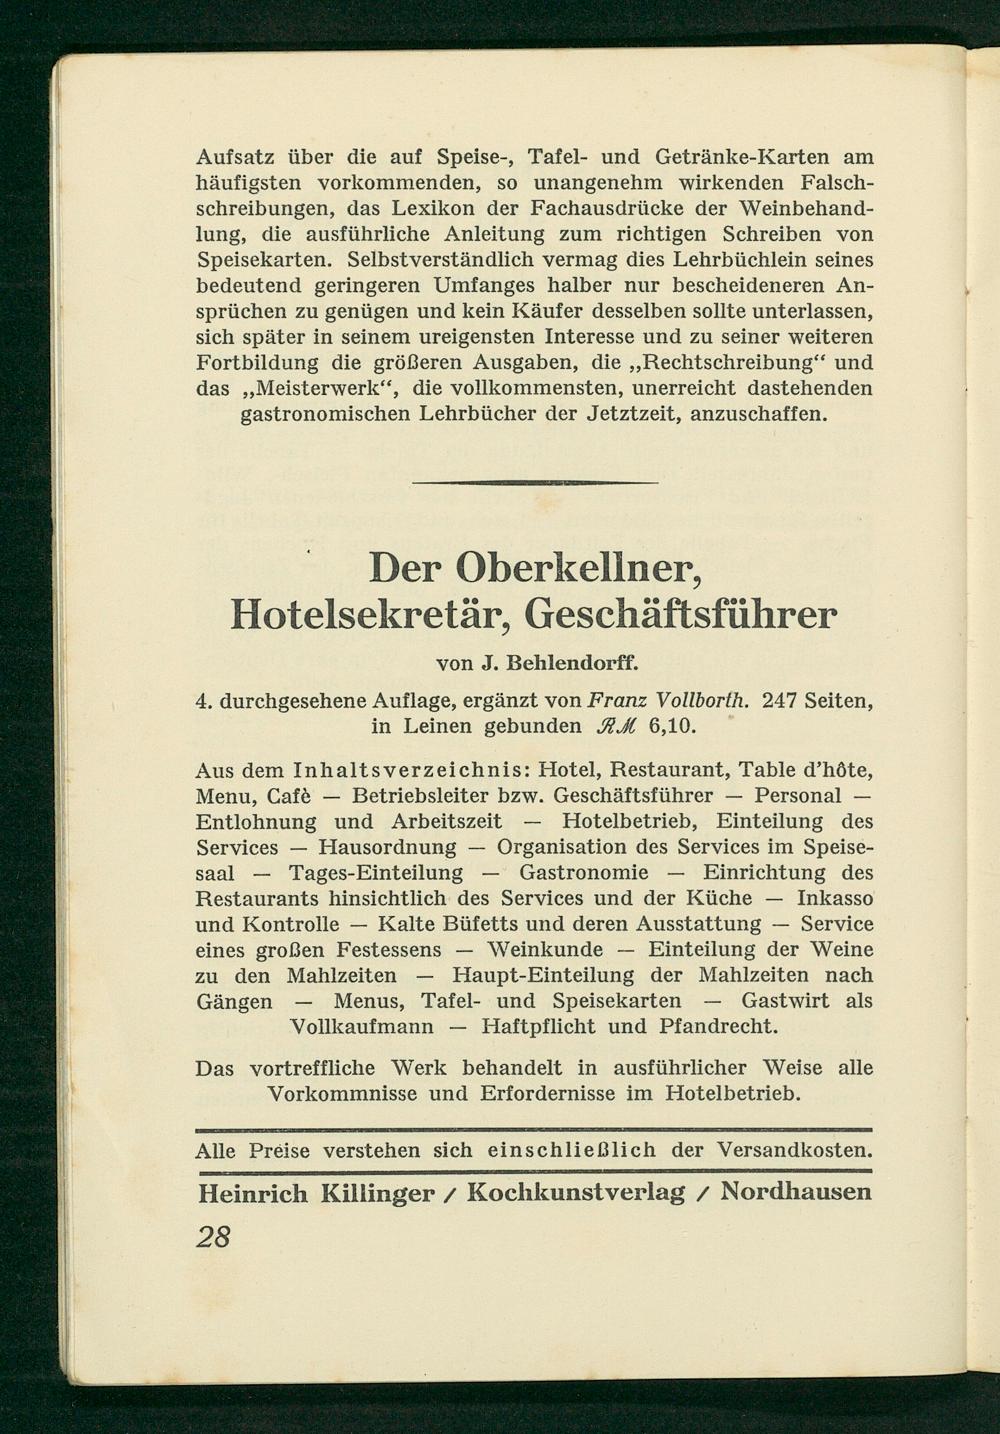 Aufsatz über die auf Speise-, Tafel- und Getränke-Karten am
häufigsten vorkommenden, so unangenehm wirkenden Falsch-
schreibungen, das Lexikon der Fachausdrücke der Weinbehand-
lung, die ausführliche Anleitung zum richtigen Schreiben von
Speisekarten. Selbstverständlich vermag dies Lehrbüchlein seines
bedeutend geringeren Umfanges halber nur bescheideneren An-
sprüchen zu genügen und kein Käufer desselben sollte unterlassen,
sich später in seinem ureigensten Interesse und zu seiner weiteren
Fortbildung die größeren Ausgaben, die „Rechtschreibung“ und
das „Meisterwerk“, die vollkommensten, unerreicht dastehenden
gastronomischen Lehrbücher der Jetztzeit, anzuschaffen.
Der Oberkellner,
Hotelsekretär, Geschäftsführer
von J. Behlendorff.
4. durchgesehene Auflage, ergänzt von Franz Vollborth. 247 Seiten,
in Leinen gebunden RM 6,10.
Aus dem Inhaltsverzeichnis: Hotel, Restaurant, Table d'hôte,
Menu, Cafè — Betriebsleiter bzw. Geschäftsführer — Personal —
Entlohnung und Arbeitszeit — Hotelbetrieb, Einteilung des
Services — Hausordnung — Organisation des Services im Speise-
saal — Tages-Einteilung — Gastronomie — Einrichtung des
Restaurants hinsichtlich des Services und der Küche — Inkasso
und Kontrolle — Kalte Büfetts und deren Ausstattung — Service
eines großen Festessens — Weinkunde — Einteilung der Weine
zu den Mahlzeiten — Haupt-Einteilung der Mahlzeiten nach
Gängen — Menus, Tafel- und Speisekarten — Gastwirt als
Vollkaufmann — Haftpflicht und Pfandrecht.
Das vortreffliche Werk behandelt in ausführlicher Weise alle
Vorkommnisse und Erfordernisse im Hotelbetrieb.
Alle Preise verstehen sich einschließlich der Versandkosten.
Heinrich Killinger / Kochkunstverlag / Nordhausen
28